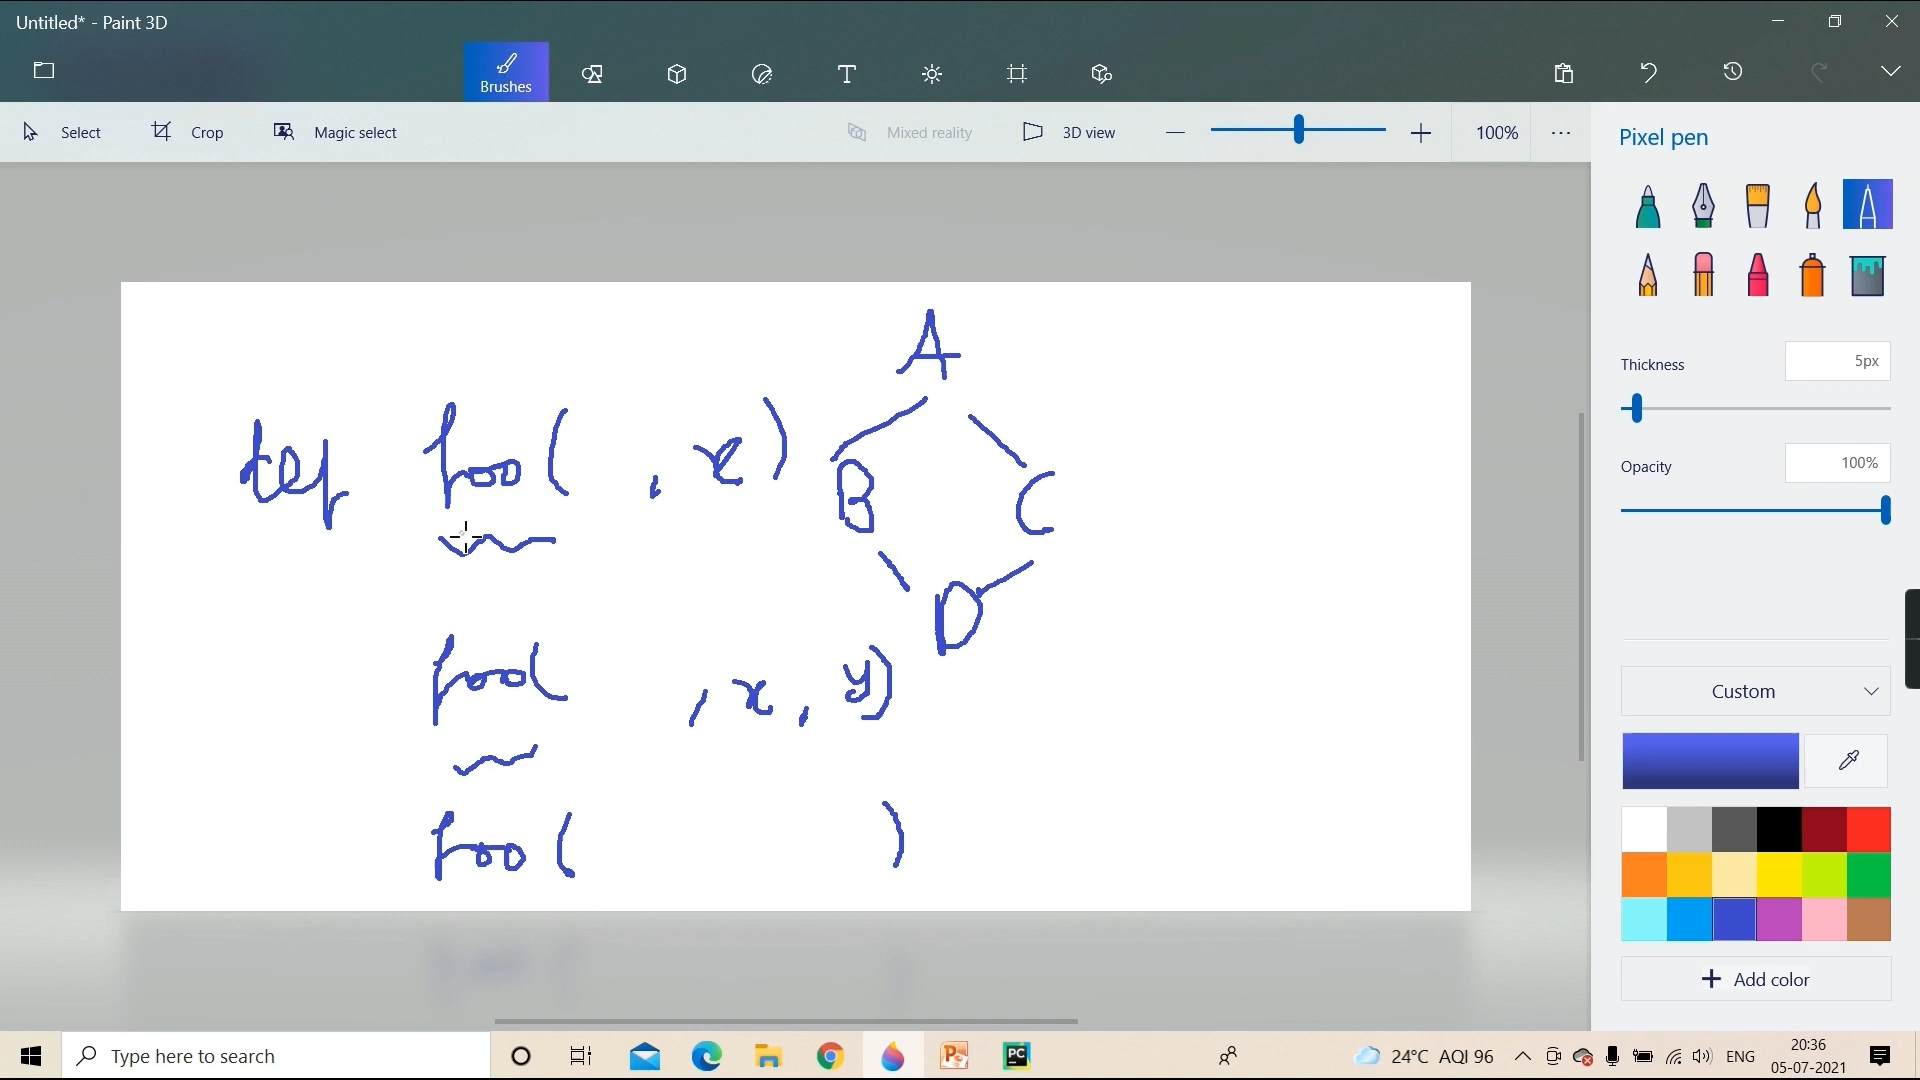 Untitled* - Paint 3D
Brushes
Select Crop Magic select Mixed reality 3D view 100% ...
Pixel pen
Thickness 5px
Opacity 100%
Custom
+ Add color
A
def foo( , x)
B C
D
foo( , x, y)
foo( )
Type here to search
24°C AQI 96 ENG
20:36
05-07-2021